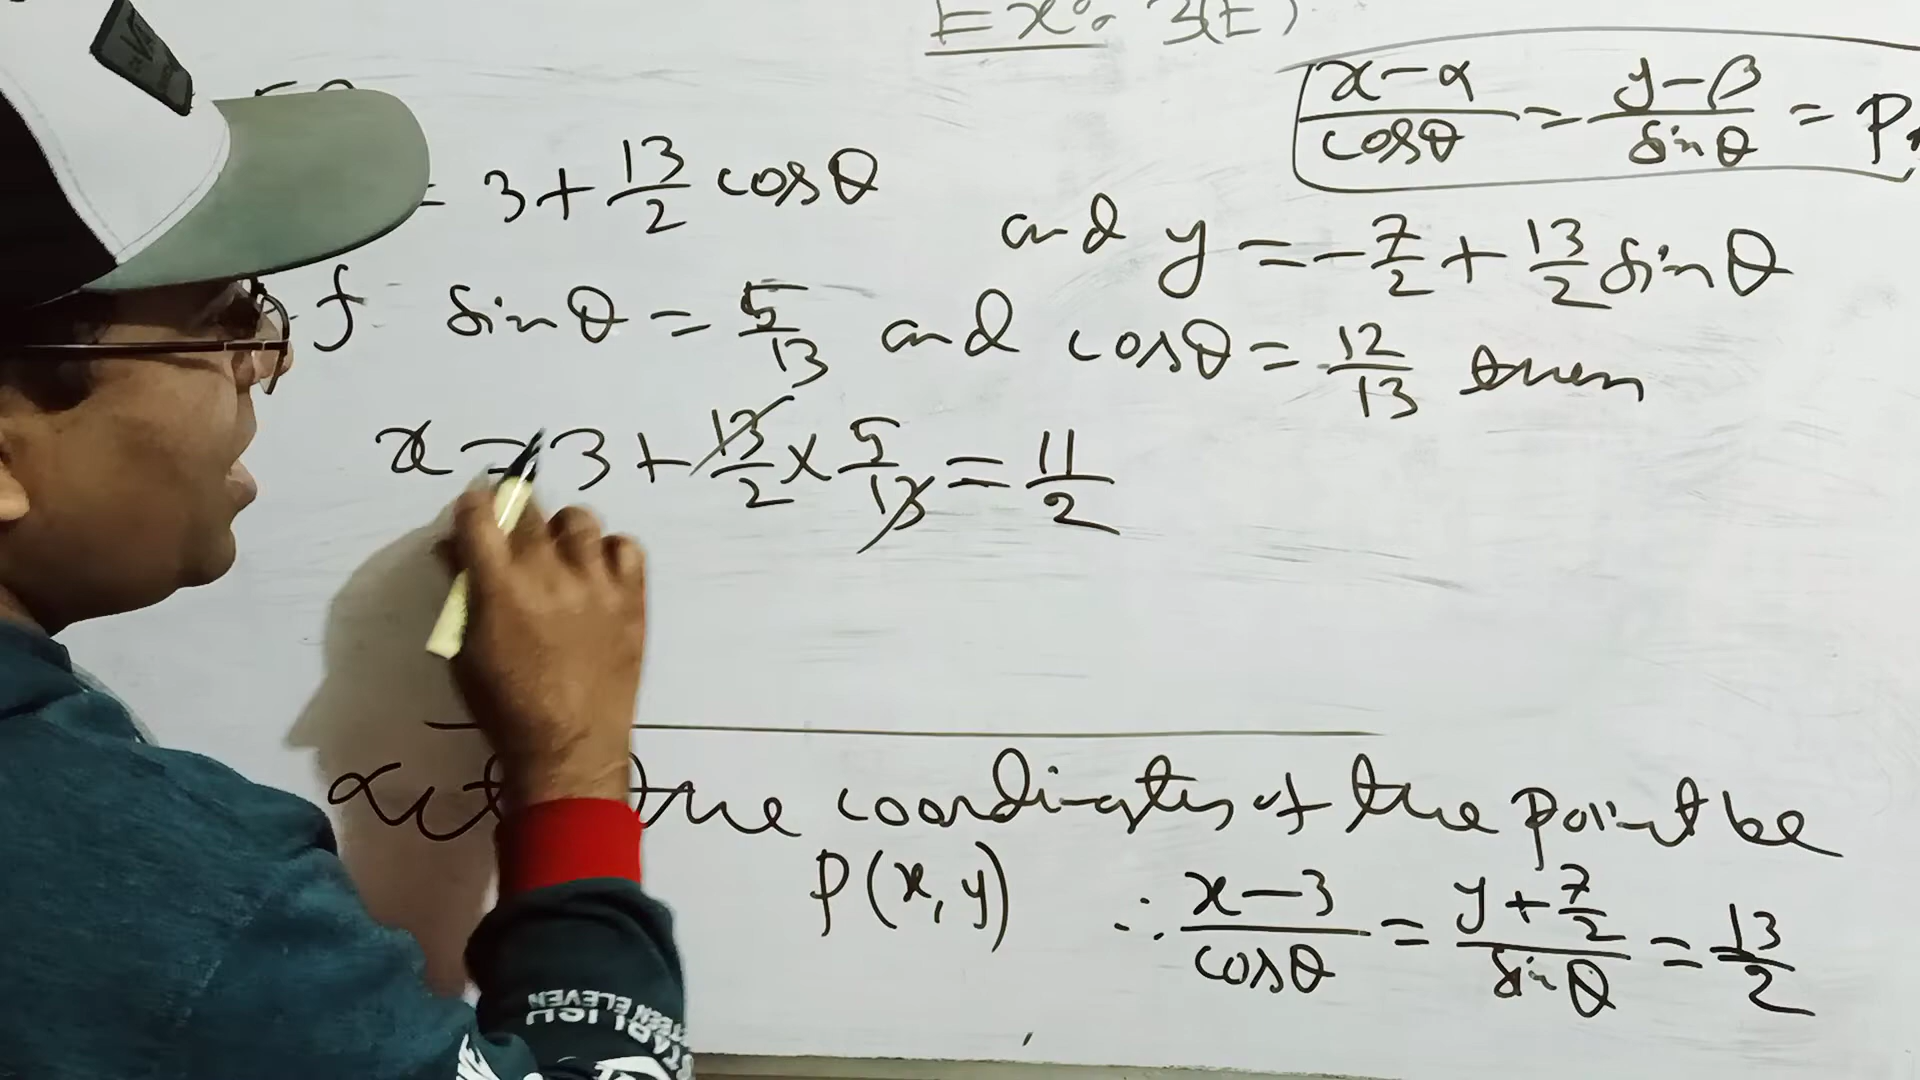 Ex. 3(E)
x-α/cosθ = y-β/sinθ = P
= 3 + 13/2 cosθ and y = -7/2 + 13/2 sinθ
f sinθ = 5/13 and cosθ = 12/13 then
x = 3 + 13/2 × 5/13 = 11/2
Let the coordinates of the point be
P(x, y) ∴ x-3/cosθ = y+7/2/sinθ = 13/2